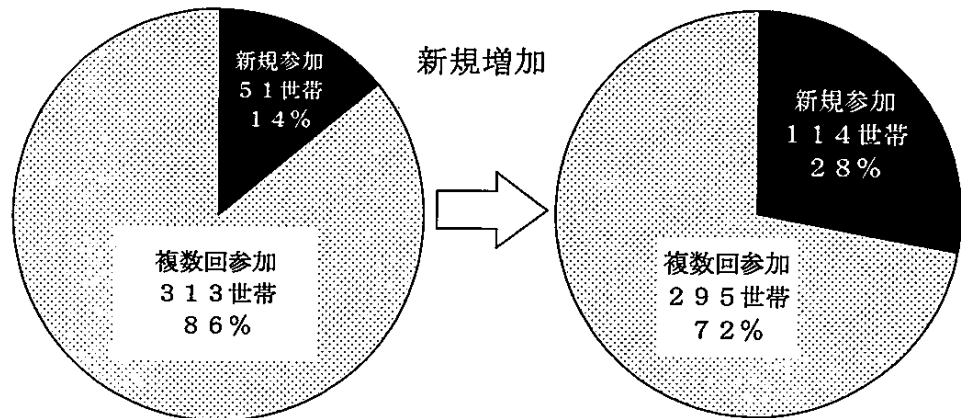 新規参加
５１世帯
１４%
複数回参加
３１３世帯
８６%
新規増加
新規参加
１１４世帯
２８%
複数回参加
２９５世帯
７２%